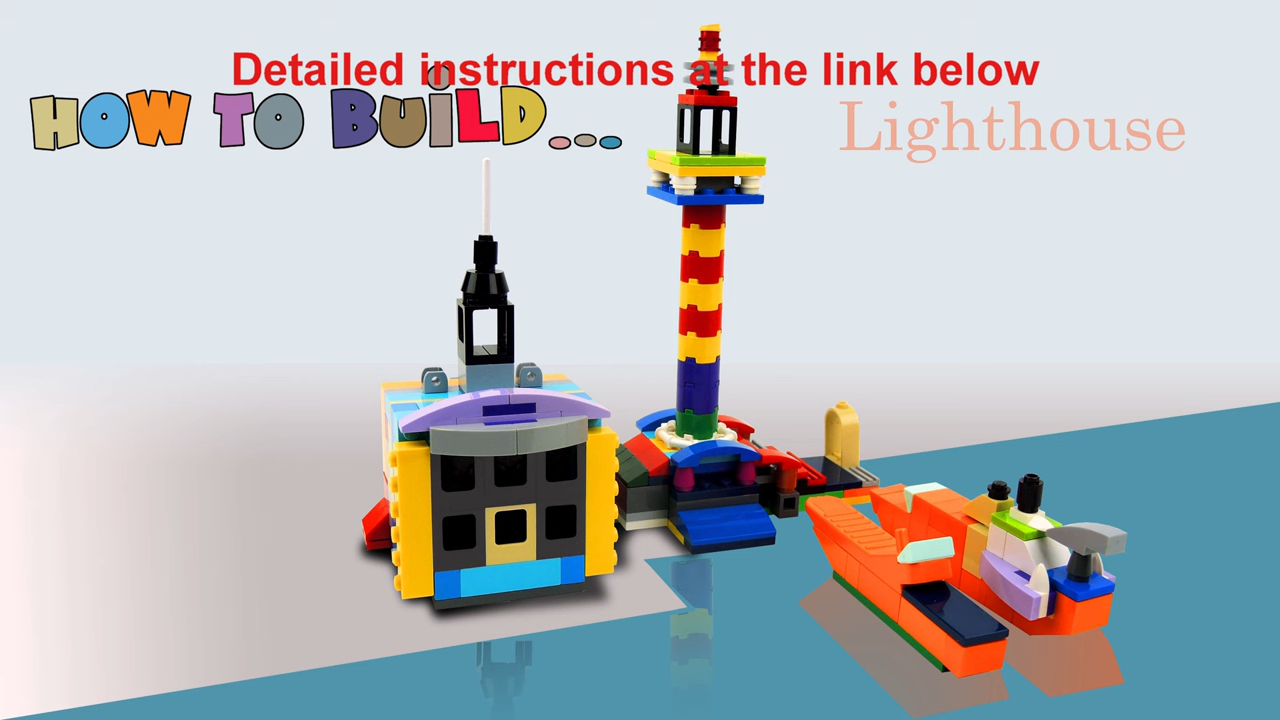 Detailed instructions at the link below
HOW TO BUiLD...
Lighthouse